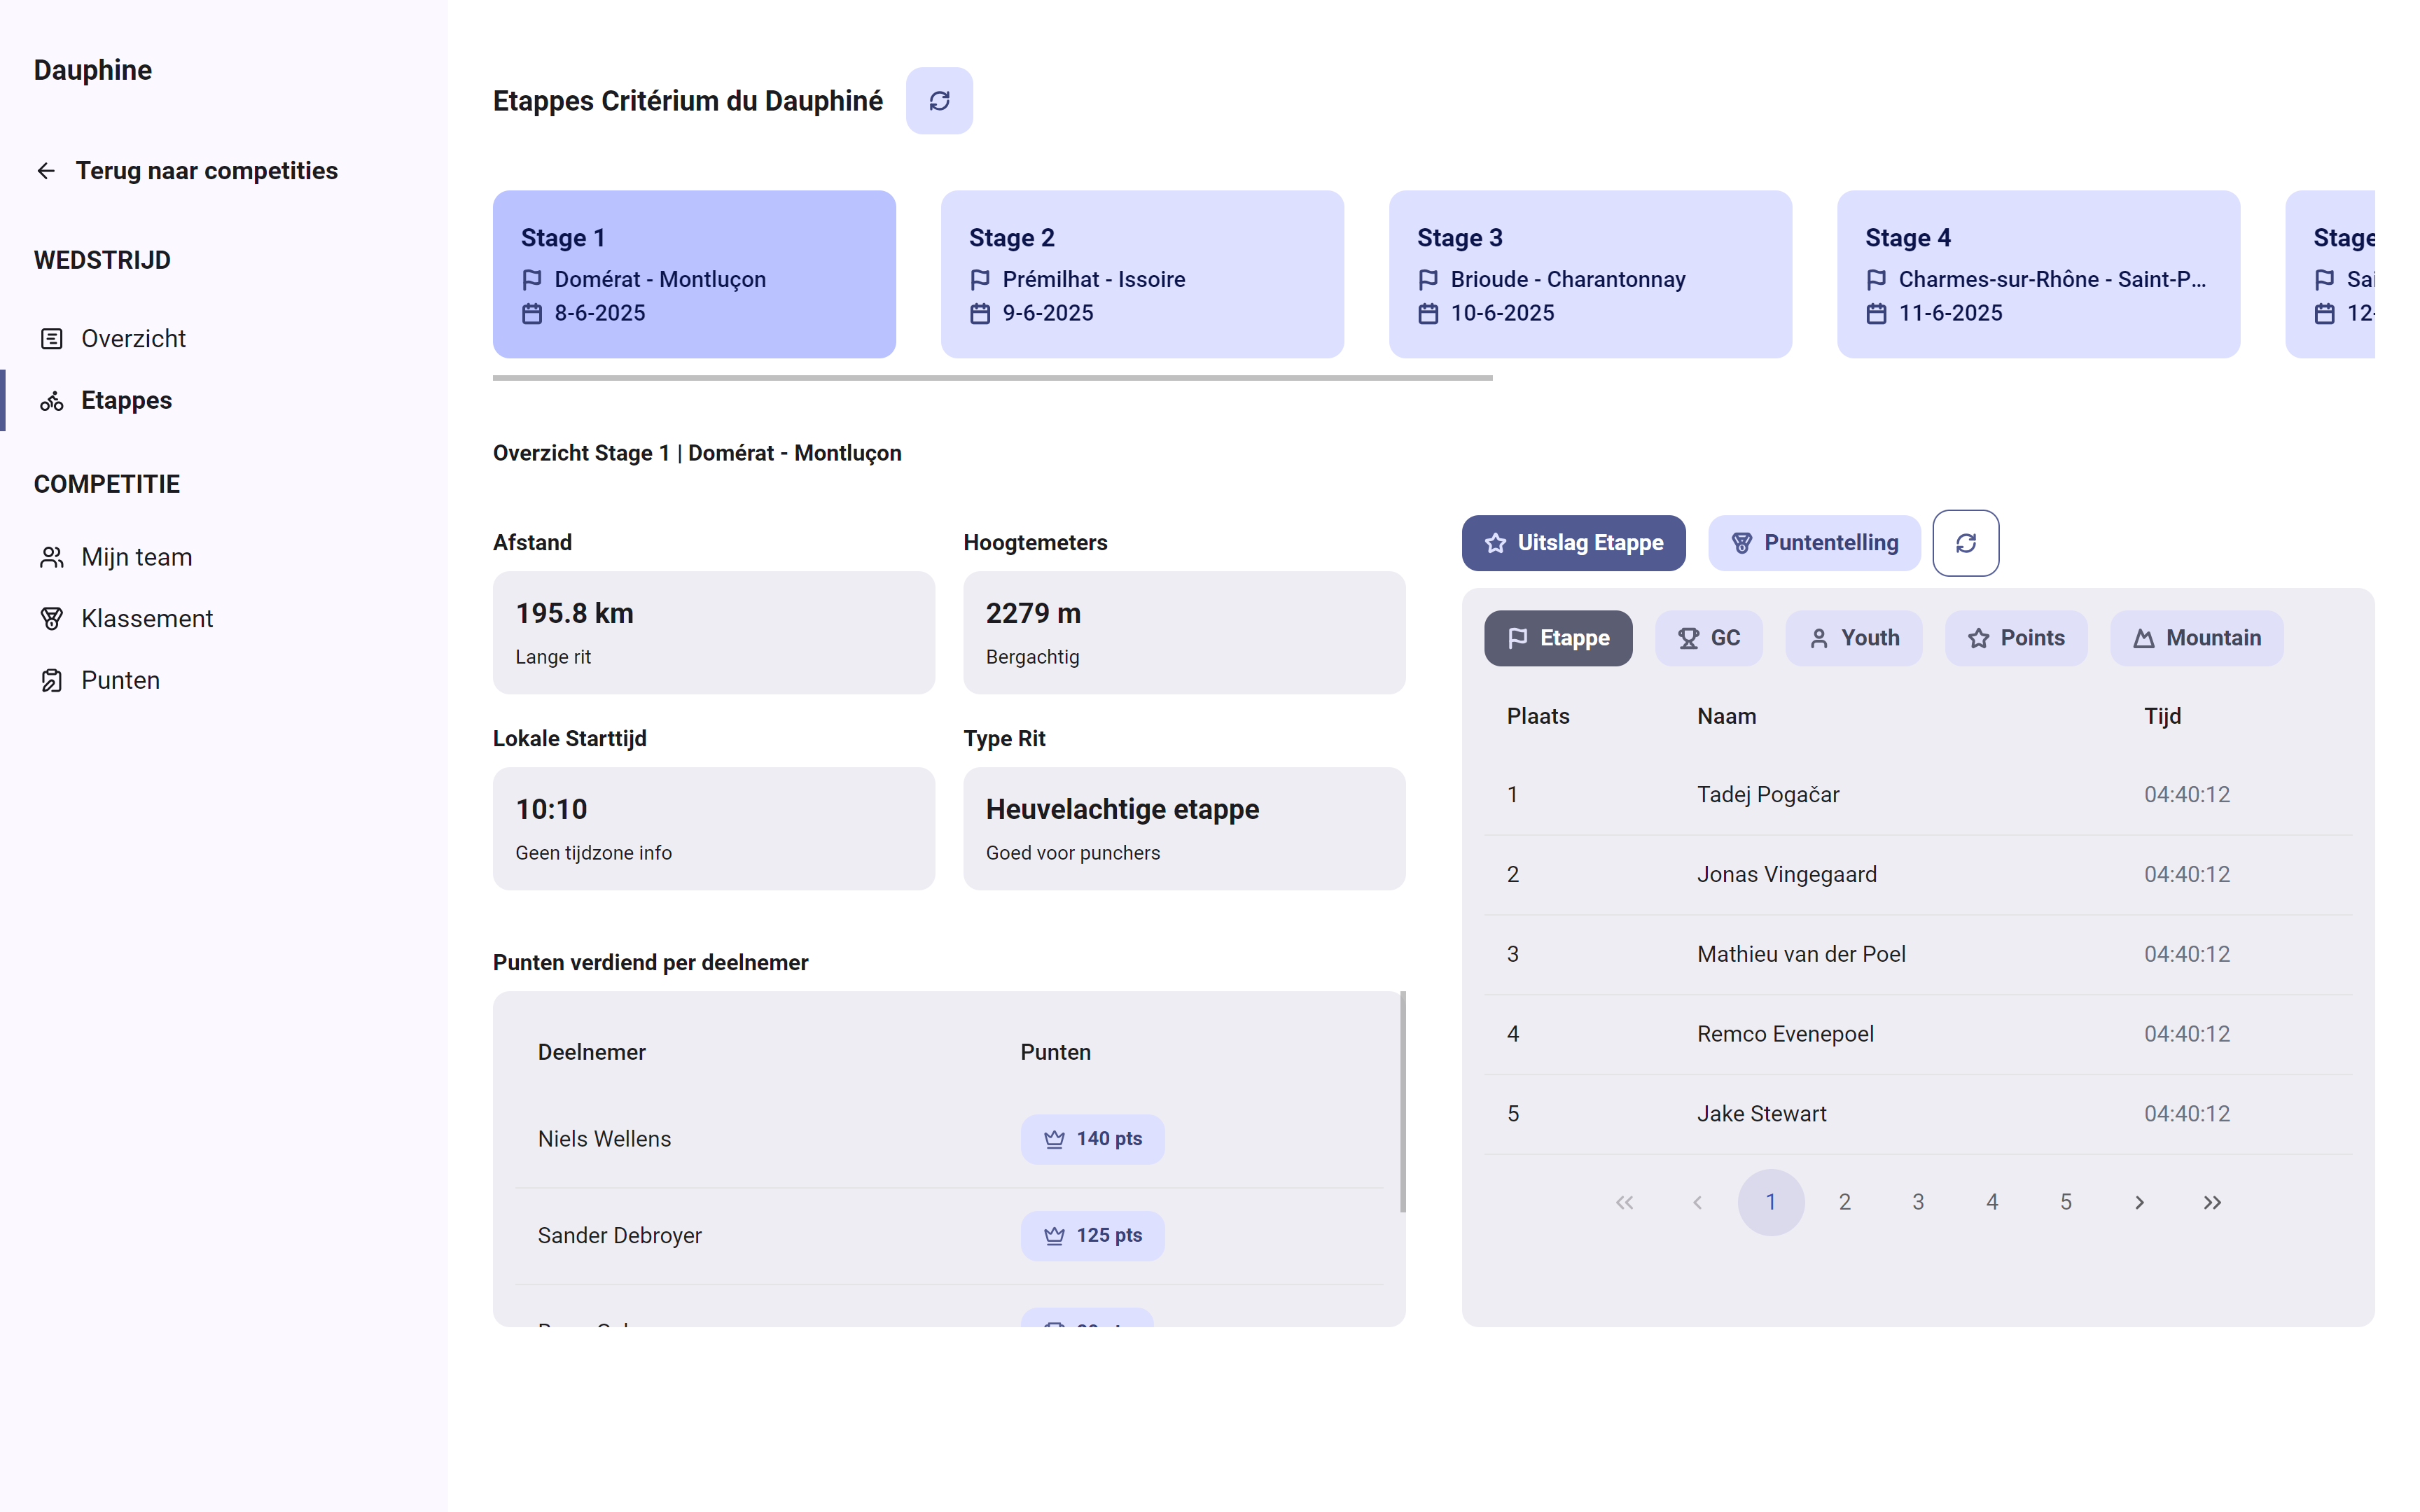 Dauphine
Terug naar competities
WEDSTRIJD
Overzicht
Etappes
COMPETITIE
Mijn team
Klassement
Punten
Etappes Critérium du Dauphiné
Stage 1
Domérat - Montluçon
8-6-2025
Stage 2
Prémilhat - Issoire
9-6-2025
Stage 3
Brioude - Charantonnay
10-6-2025
Stage 4
Charmes-sur-Rhône - Saint-P...
11-6-2025
Stage
Sai
12-
Overzicht Stage 1 | Domérat - Montluçon
Afstand
195.8 km
Lange rit
Hoogtemeters
2279 m
Bergachtig
Lokale Starttijd
10:10
Geen tijdzone info
Type Rit
Heuvelachtige etappe
Goed voor punchers
Punten verdiend per deelnemer
Deelnemer Punten
Niels Wellens 140 pts
Sander Debroyer 125 pts
Uitslag Etappe Puntentelling
Etappe GC Youth Points Mountain
Plaats Naam Tijd
1 Tadej Pogačar 04:40:12
2 Jonas Vingegaard 04:40:12
3 Mathieu van der Poel 04:40:12
4 Remco Evenepoel 04:40:12
5 Jake Stewart 04:40:12
1 2 3 4 5